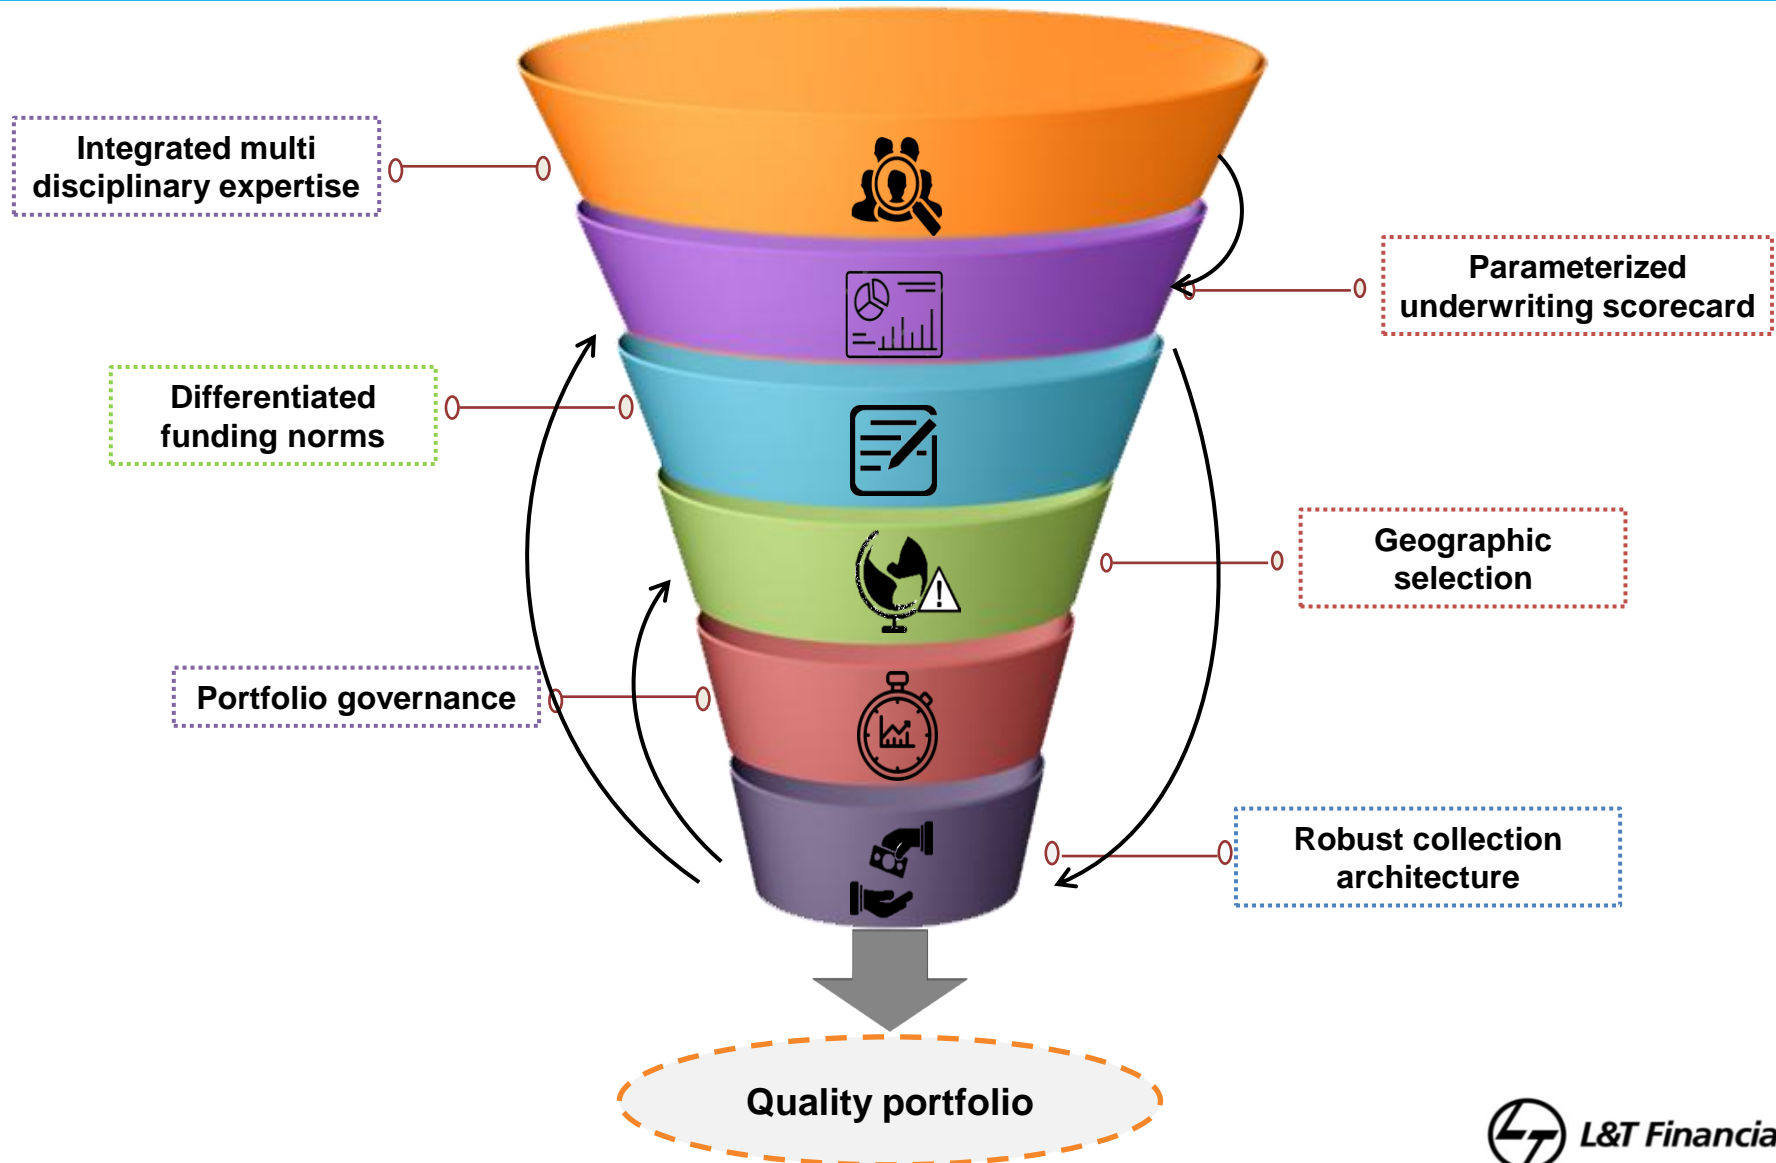 Integrated multi
disciplinary expertise
Parameterized
underwriting scorecard
Differentiated
funding norms
Geographic
selection
Portfolio governance
Robust collection
architecture
Quality portfolio
L&T Financia